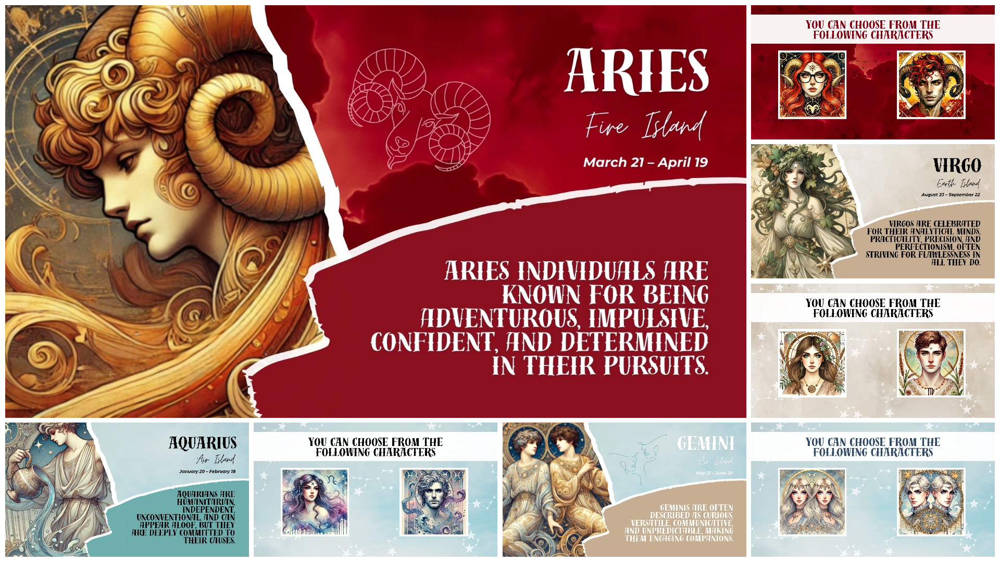 ARIES
Fire Island
March 21 – April 19
ARIES INDIVIDUALS ARE
KNOWN FOR BEING
ADVENTUROUS, IMPULSIVE,
CONFIDENT, AND DETERMINED
IN THEIR PURSUITS.
YOU CAN CHOOSE FROM THE
FOLLOWING CHARACTERS
VIRGO
Earth Island
August 23 – September 22
VIRGOS ARE CELEBRATED
FOR THEIR ANALYTICAL MINDS,
PRACTICALITY, PRECISION, AND
PERFECTIONISM, OFTEN
STRIVING FOR FLAWLESSNESS IN
ALL THEY DO.
YOU CAN CHOOSE FROM THE
FOLLOWING CHARACTERS
AQUARIUS
Air Island
January 20 – February 18
AQUARIANS ARE
HUMANITARIAN,
INDEPENDENT,
UNCONVENTIONAL, AND CAN
APPEAR ALOOF, BUT THEY
ARE DEEPLY COMMITTED TO
THEIR CAUSES.
YOU CAN CHOOSE FROM THE
FOLLOWING CHARACTERS
GEMINI
Air Island
May 21 – June 20
GEMINIS ARE OFTEN
DESCRIBED AS CURIOUS,
VERSATILE, COMMUNICATIVE,
AND UNPREDICTABLE, MAKING
THEM ENGAGING COMPANIONS.
YOU CAN CHOOSE FROM THE
FOLLOWING CHARACTERS